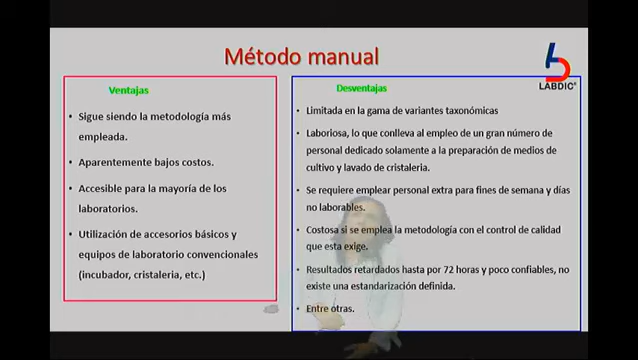 Método manual
LABDIC
Ventajas
• Sigue siendo la metodología más
empleada.
• Aparentemente bajos costos.
• Accesible para la mayoría de los
laboratorios.
• Utilización de accesorios básicos y
equipos de laboratorio convencionales
(incubador, cristaleria, etc.)
Desventajas
• Limitada en la gama de variantes taxonómicas
• Laboriosa, lo que conlleva al empleo de un gran número de
personal dedicado solamente a la preparación de medios de
cultivo y lavado de cristaleria.
• Se requiere emplear personal extra para fines de semana y días
no laborables.
• Costosa si se emplea la metodología con el control de calidad
que esta exige.
• Resultados retardados hasta por 72 horas y poco confiables, no
existe una estandarización definida.
• Entre otras.